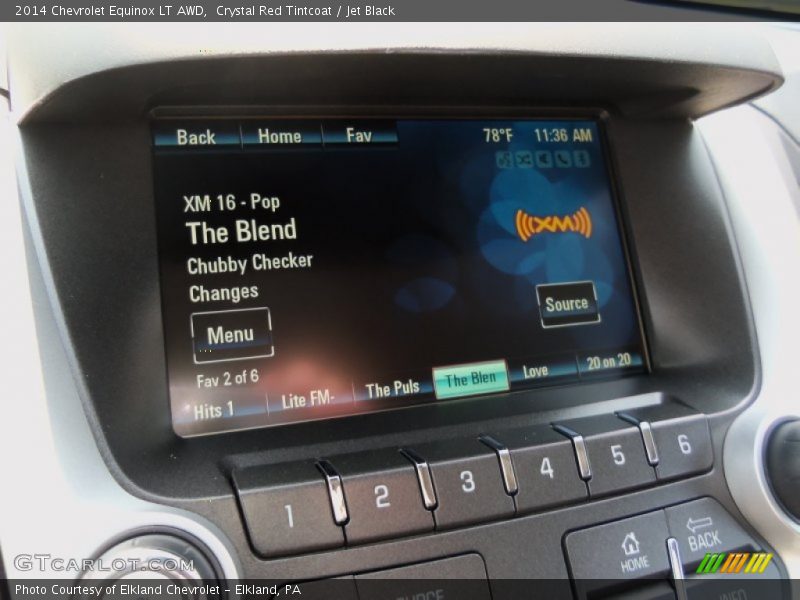 2014 Chevrolet Equinox LT AWD, Crystal Red Tintcoat / Jet Black
Back Home Fav 78°F 11:36 AM
XM 16 - Pop
The Blend
Chubby Checker
Changes
XM
Menu
Source
Fav 2 of 6
Hits 1 Lite FM- The Puls The Blen Love 20 on 20
1 2 3 4 5 6
HOME BACK
GTCarLot.com
Photo Courtesy of Elkland Chevrolet - Elkland, PA